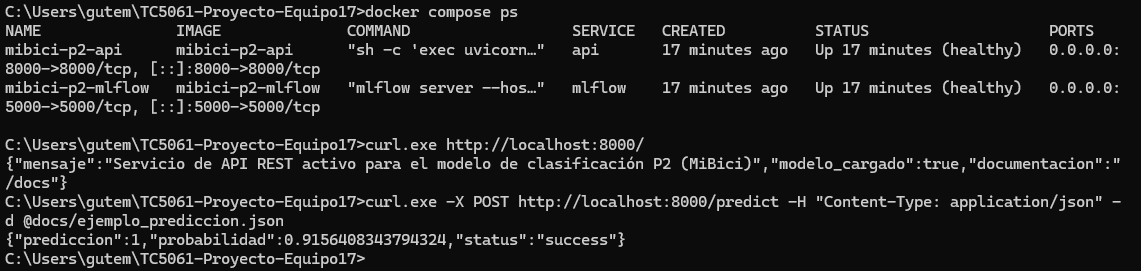 C:\Users\gutem\TC5061-Proyecto-Equipo17>docker compose ps
NAME IMAGE COMMAND SERVICE CREATED STATUS PORTS
mibici-p2-api mibici-p2-api "sh -c 'exec uvicorn…" api 17 minutes ago Up 17 minutes (healthy) 0.0.0.0:
8000->8000/tcp, [::]:8000->8000/tcp
mibici-p2-mlflow mibici-p2-mlflow "mlflow server --hos…" mlflow 17 minutes ago Up 17 minutes (healthy) 0.0.0.0:
5000->5000/tcp, [::]:5000->5000/tcp
C:\Users\gutem\TC5061-Proyecto-Equipo17>curl.exe http://localhost:8000/
{"mensaje":"Servicio de API REST activo para el modelo de clasificación P2 (MiBici)","modelo_cargado":true,"documentacion":"
/docs"}
C:\Users\gutem\TC5061-Proyecto-Equipo17>curl.exe -X POST http://localhost:8000/predict -H "Content-Type: application/json" -
d @docs/ejemplo_prediccion.json
{"prediccion":1,"probabilidad":0.9156408343794324,"status":"success"}
C:\Users\gutem\TC5061-Proyecto-Equipo17>